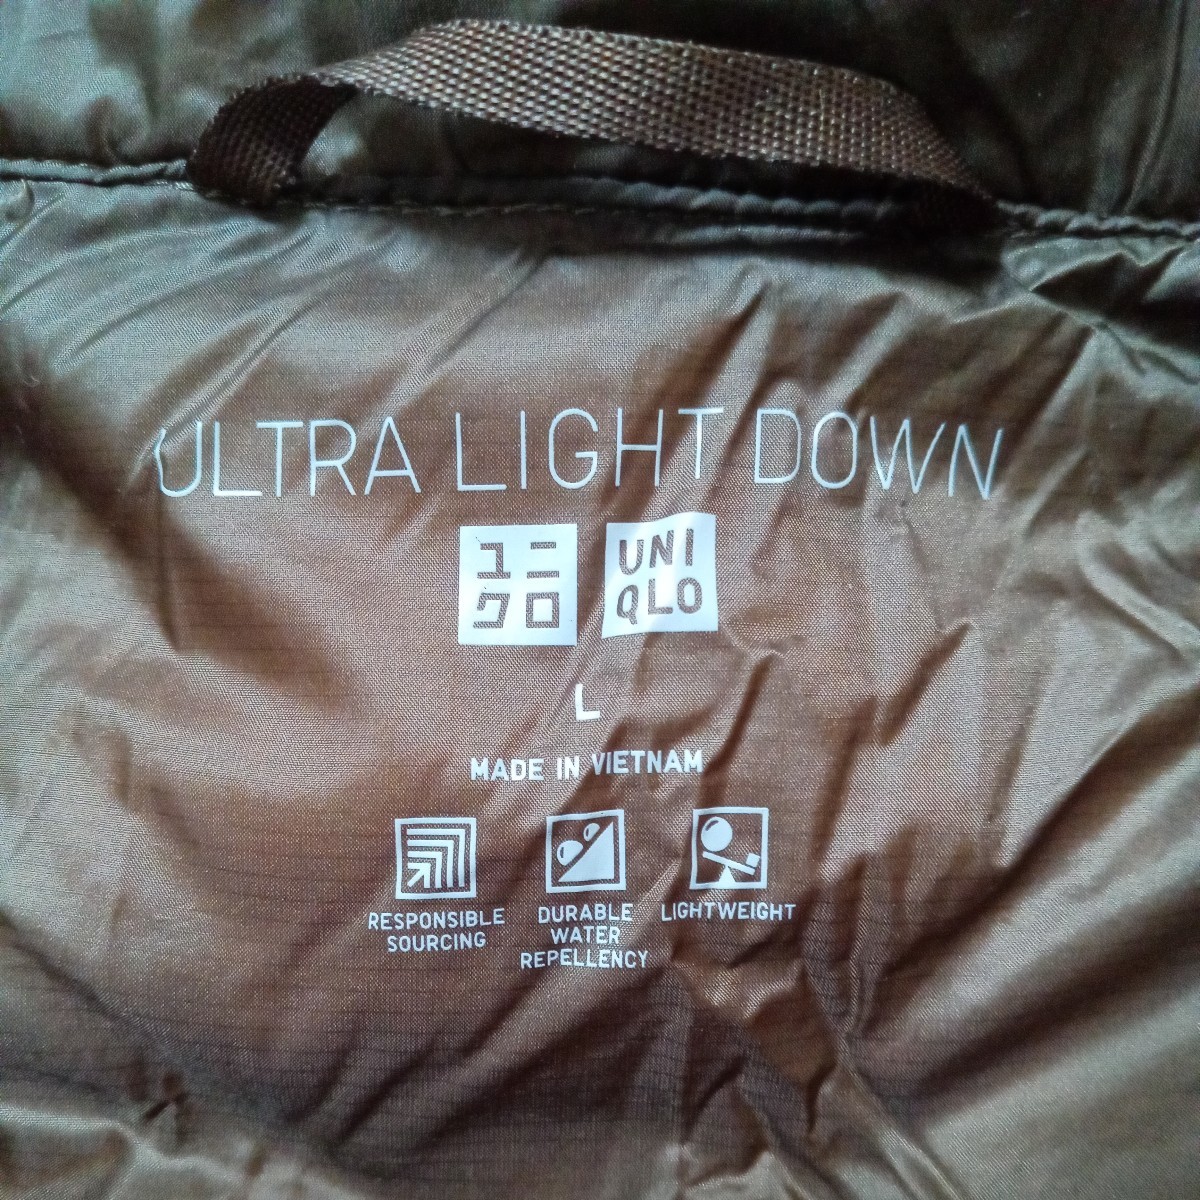 ULTRA LIGHT DOWN
ユニ
クロ
UNI
QLO
L
MADE IN VIETNAM
RESPONSIBLE
SOURCING
DURABLE
WATER
REPELLENCY
LIGHTWEIGHT